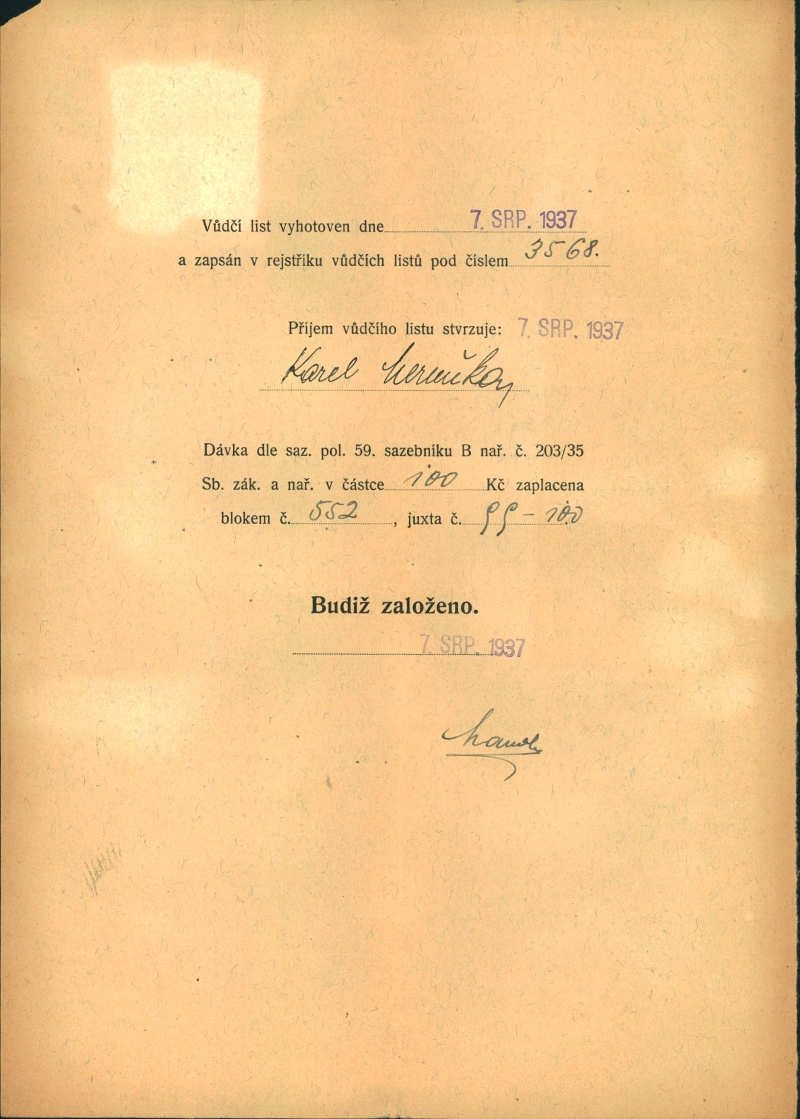 Vůdčí list vyhotoven dne 7. SRP. 1937
a zapsán v rejstříku vůdčích listů pod číslem 3568.
Příjem vůdčího listu stvrzuje: 7. SRP. 1937
Karel
Dávka dle saz. pol. 59. sazebníku B nař. č. 203/35
Sb. zák. a nař. v částce 100 Kč zaplacena
blokem č. 552, juxta č. 99 - 100
Budiž založeno.
7. SRP. 1937